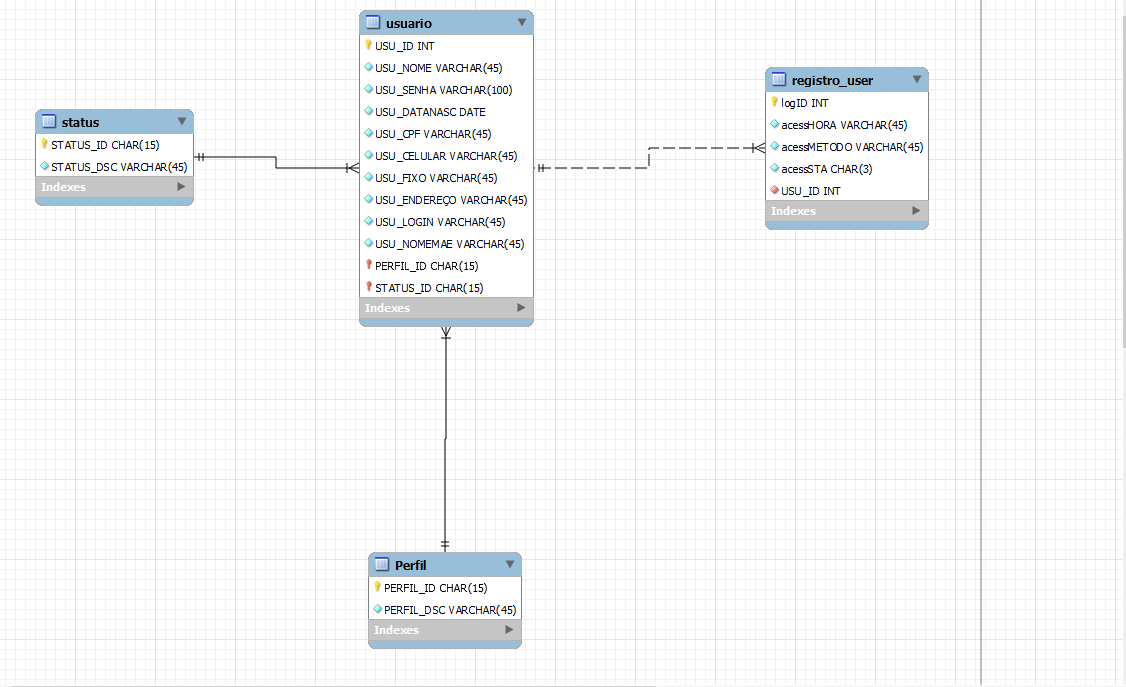 usuario
USU_ID INT
USU_NOME VARCHAR(45)
USU_SENHA VARCHAR(100)
USU_DATANASC DATE
USU_CPF VARCHAR(45)
USU_CELULAR VARCHAR(45)
USU_FIXO VARCHAR(45)
USU_ENDEREÇO VARCHAR(45)
USU_LOGIN VARCHAR(45)
USU_NOMEMAE VARCHAR(45)
PERFIL_ID CHAR(15)
STATUS_ID CHAR(15)
Indexes
status
STATUS_ID CHAR(15)
STATUS_DSC VARCHAR(45)
Indexes
registro_user
logID INT
acessHORA VARCHAR(45)
acessMETODO VARCHAR(45)
acessSTA CHAR(3)
USU_ID INT
Indexes
Perfil
PERFIL_ID CHAR(15)
PERFIL_DSC VARCHAR(45)
Indexes